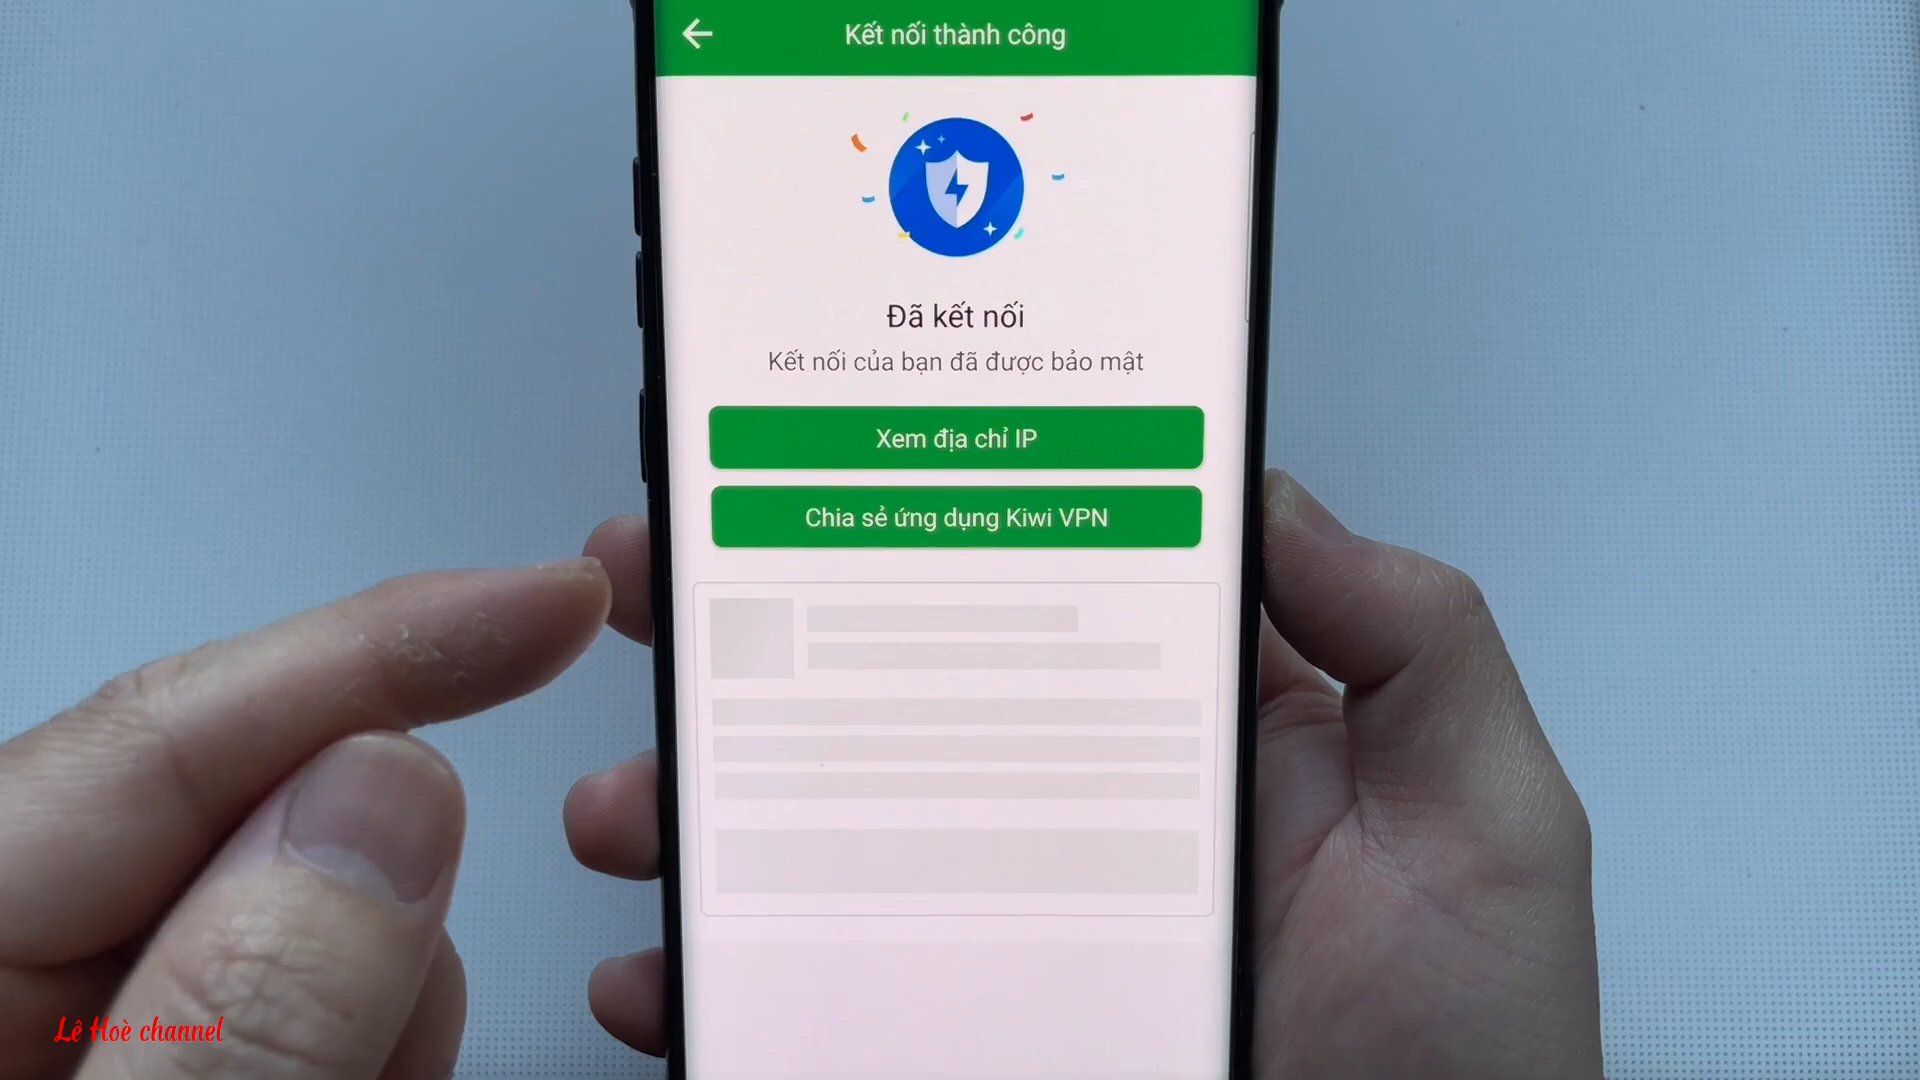 Kết nối thành công
Đã kết nối
Kết nối của bạn đã được bảo mật
Xem địa chỉ IP
Chia sẻ ứng dụng Kiwi VPN
Lê Hoè channel